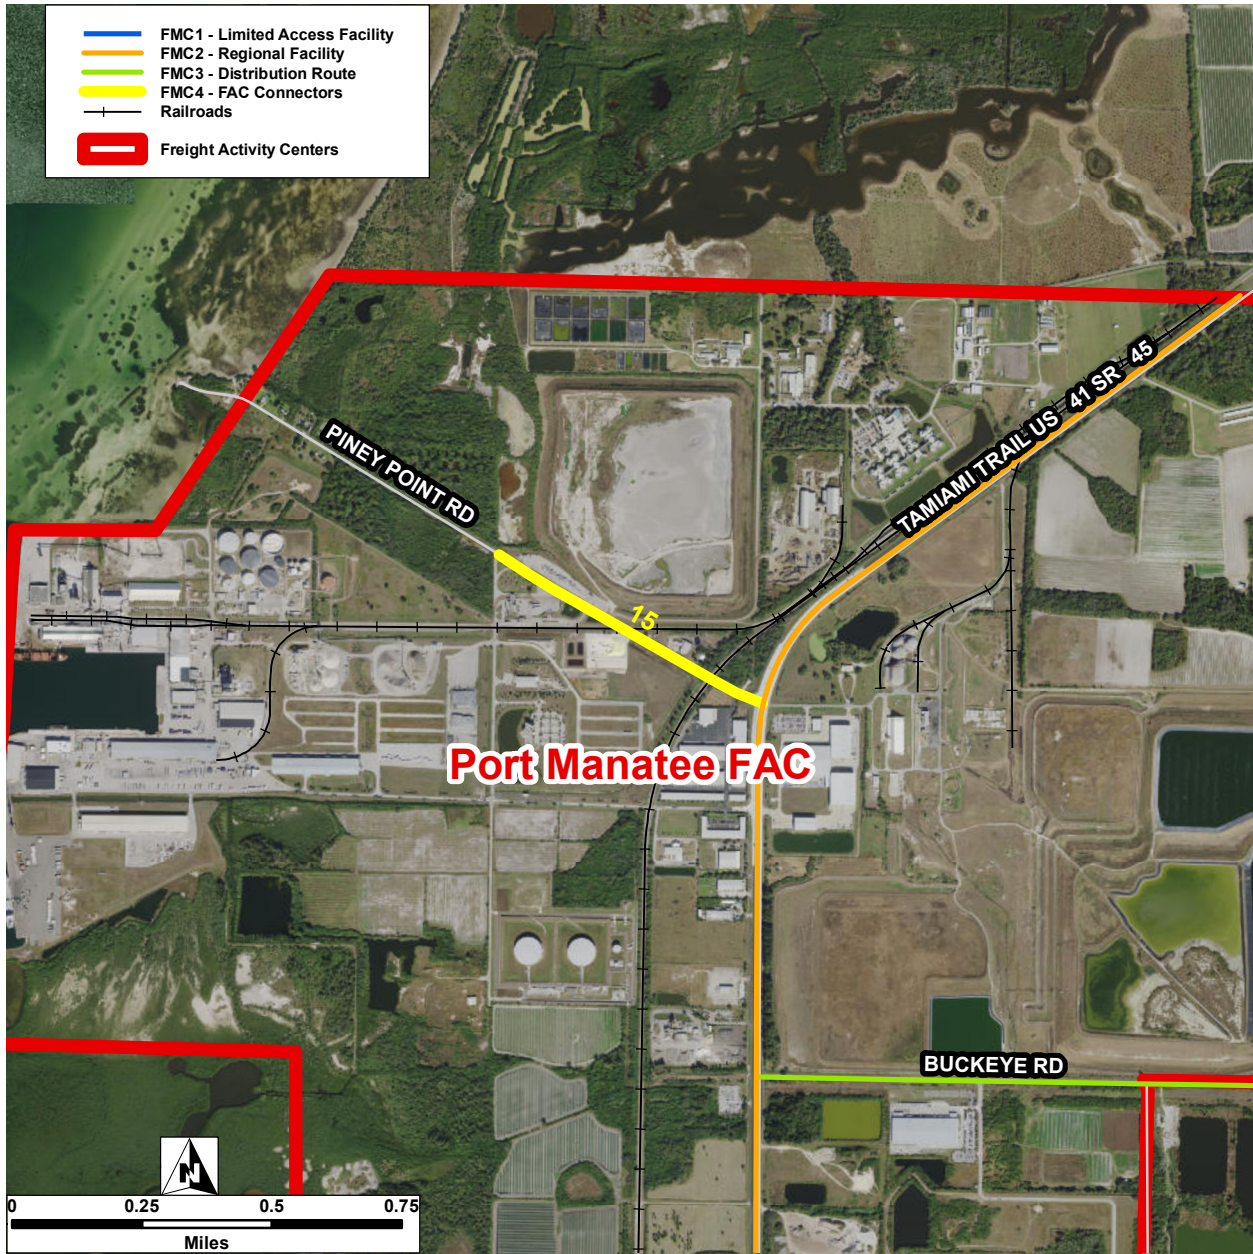 FMC1 - Limited Access Facility
FMC2 - Regional Facility
FMC3 - Distribution Route
FMC4 - FAC Connectors
Railroads
Freight Activity Centers
PINEY POINT RD
TAMIAMI TRAIL US 41 SR 45
15
Port Manatee FAC
BUCKEYE RD
N
0 0.25 0.5 0.75
Miles